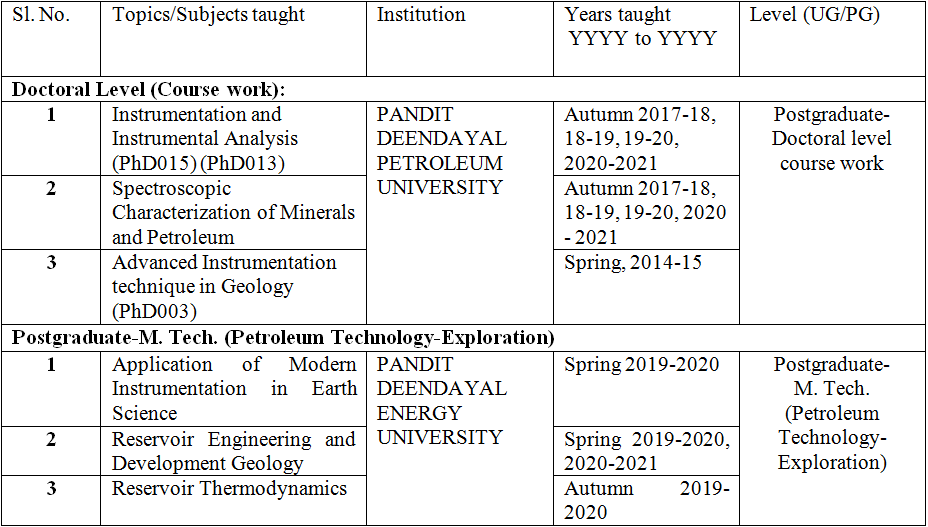 Sl. No.
Topics/Subjects taught
Institution
Years taught
YYYY to YYYY
Level (UG/PG)
Doctoral Level (Course work):
1
Instrumentation and
Instrumental Analysis
(PhD015) (PhD013)
PANDIT
DEENDAYAL
PETROLEUM
UNIVERSITY
Autumn 2017-18,
18-19, 19-20,
2020-2021
Postgraduate-
Doctoral level
course work
2
Spectroscopic
Characterization of Minerals
and Petroleum
Autumn 2017-18,
18-19, 19-20, 2020
- 2021
3
Advanced Instrumentation
technique in Geology
(PhD003)
Spring, 2014-15
Postgraduate-M. Tech. (Petroleum Technology-Exploration)
1
Application of Modern
Instrumentation in Earth
Science
PANDIT
DEENDAYAL
ENERGY
UNIVERSITY
Spring 2019-2020
Postgraduate-
M. Tech.
(Petroleum
Technology-
Exploration)
2
Reservoir Engineering and
Development Geology
Spring 2019-2020,
2020-2021
3
Reservoir Thermodynamics
Autumn 2019-
2020